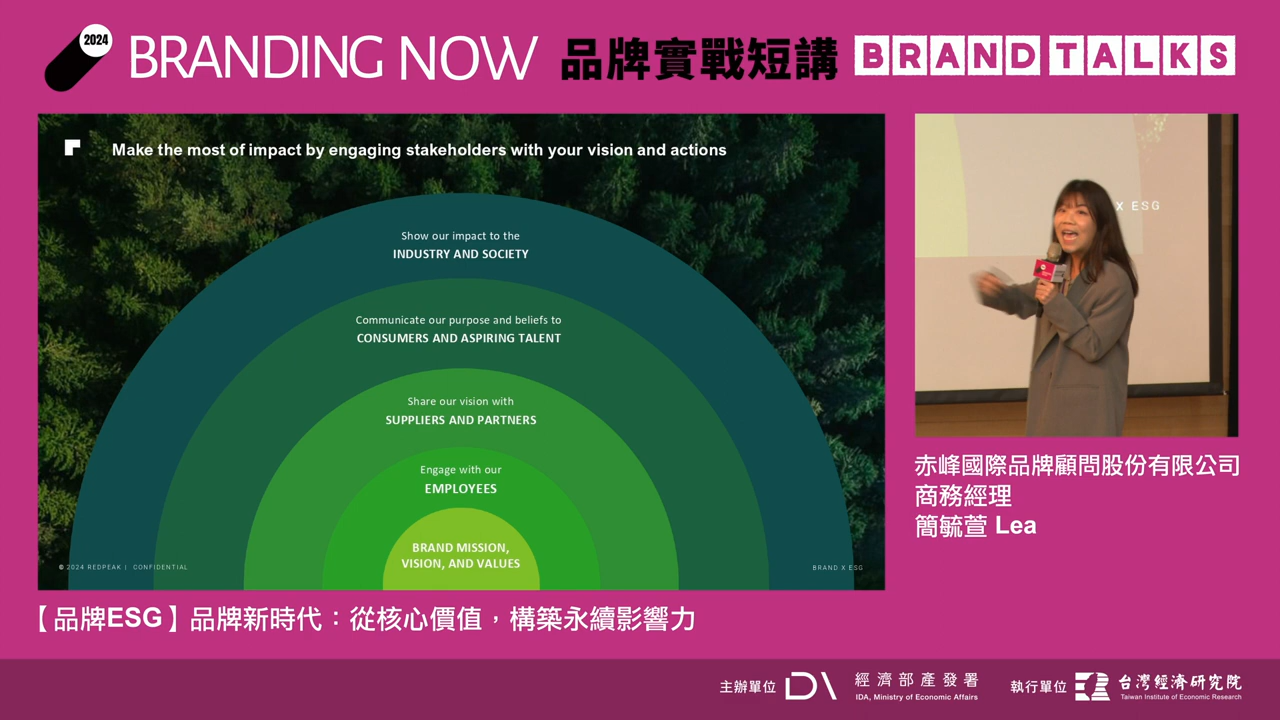 2024
BRANDING NOW 品牌實戰短講 BRAND TALKS
Make the most of impact by engaging stakeholders with your vision and actions
Show our impact to the
INDUSTRY AND SOCIETY
Communicate our purpose and beliefs to
CONSUMERS AND ASPIRING TALENT
Share our vision with
SUPPLIERS AND PARTNERS
Engage with our
EMPLOYEES
BRAND MISSION,
VISION, AND VALUES
© 2024 REDPEAK | CONFIDENTIAL
BRAND X ESG
X ESG
赤峰國際品牌顧問股份有限公司
商務經理
簡毓萱 Lea
【品牌ESG】品牌新時代：從核心價值，構築永續影響力
主辦單位
經濟部產發署
IDA, Ministry of Economic Affairs
執行單位
台灣經濟研究院
Taiwan Institute of Economic Research